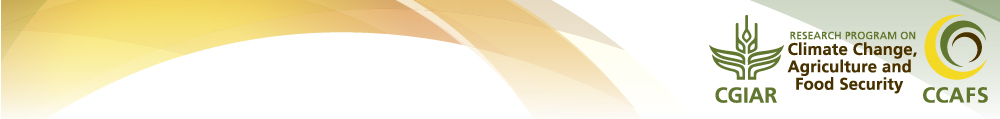 RESEARCH PROGRAM ON
Climate Change,
Agriculture and
Food Security
CGIAR
CCAFS